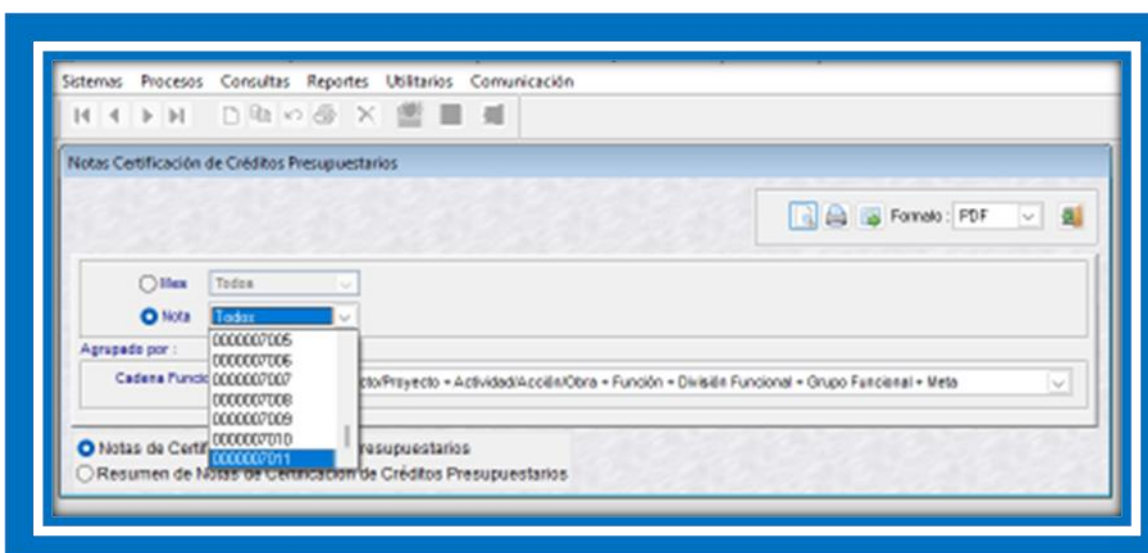 Sistemas Procesos Consultas Reportes Utilitarios Comunicación
Notas Certificación de Créditos Presupuestarios
Formato : PDF
Mes Todos
Nota Todos
0000007005
0000007006
0000007007
0000007008
0000007009
0000007010
0000007011
Agrupado por :
Cadena Funcio cto/Proyecto + Actividad/Acción/Obra + Función + División Funcional + Grupo Funcional + Meta
Notas de Certif resupuestarios
Resumen de Notas de Certificación de Créditos Presupuestarios